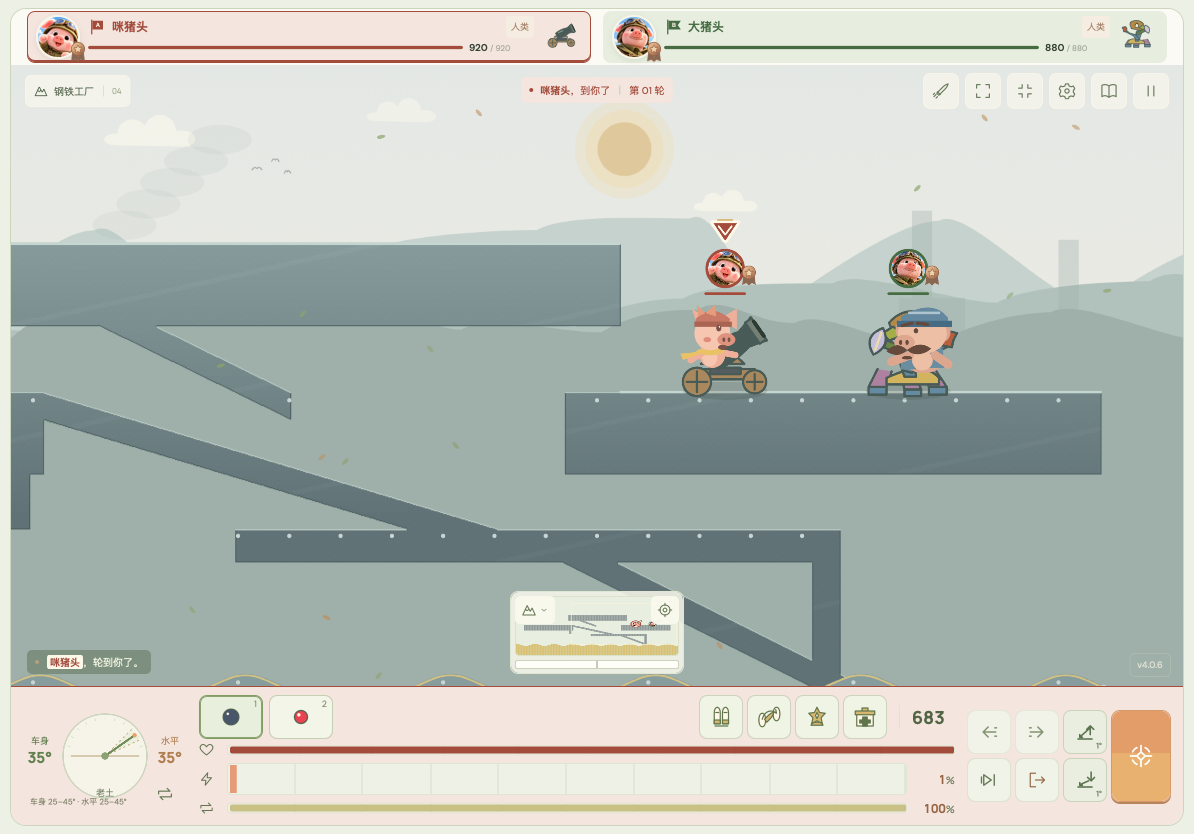 咪猪头
人类
920 / 920
大猪头
人类
880 / 880
钢铁工厂
04
咪猪头，到你了
第 01 轮
咪猪头，轮到你了。
v4.0.6
1
2
683
车身
35°
水平
35°
老土
车身 25–45° · 水平 25–45°
1%
100%
1°
1°